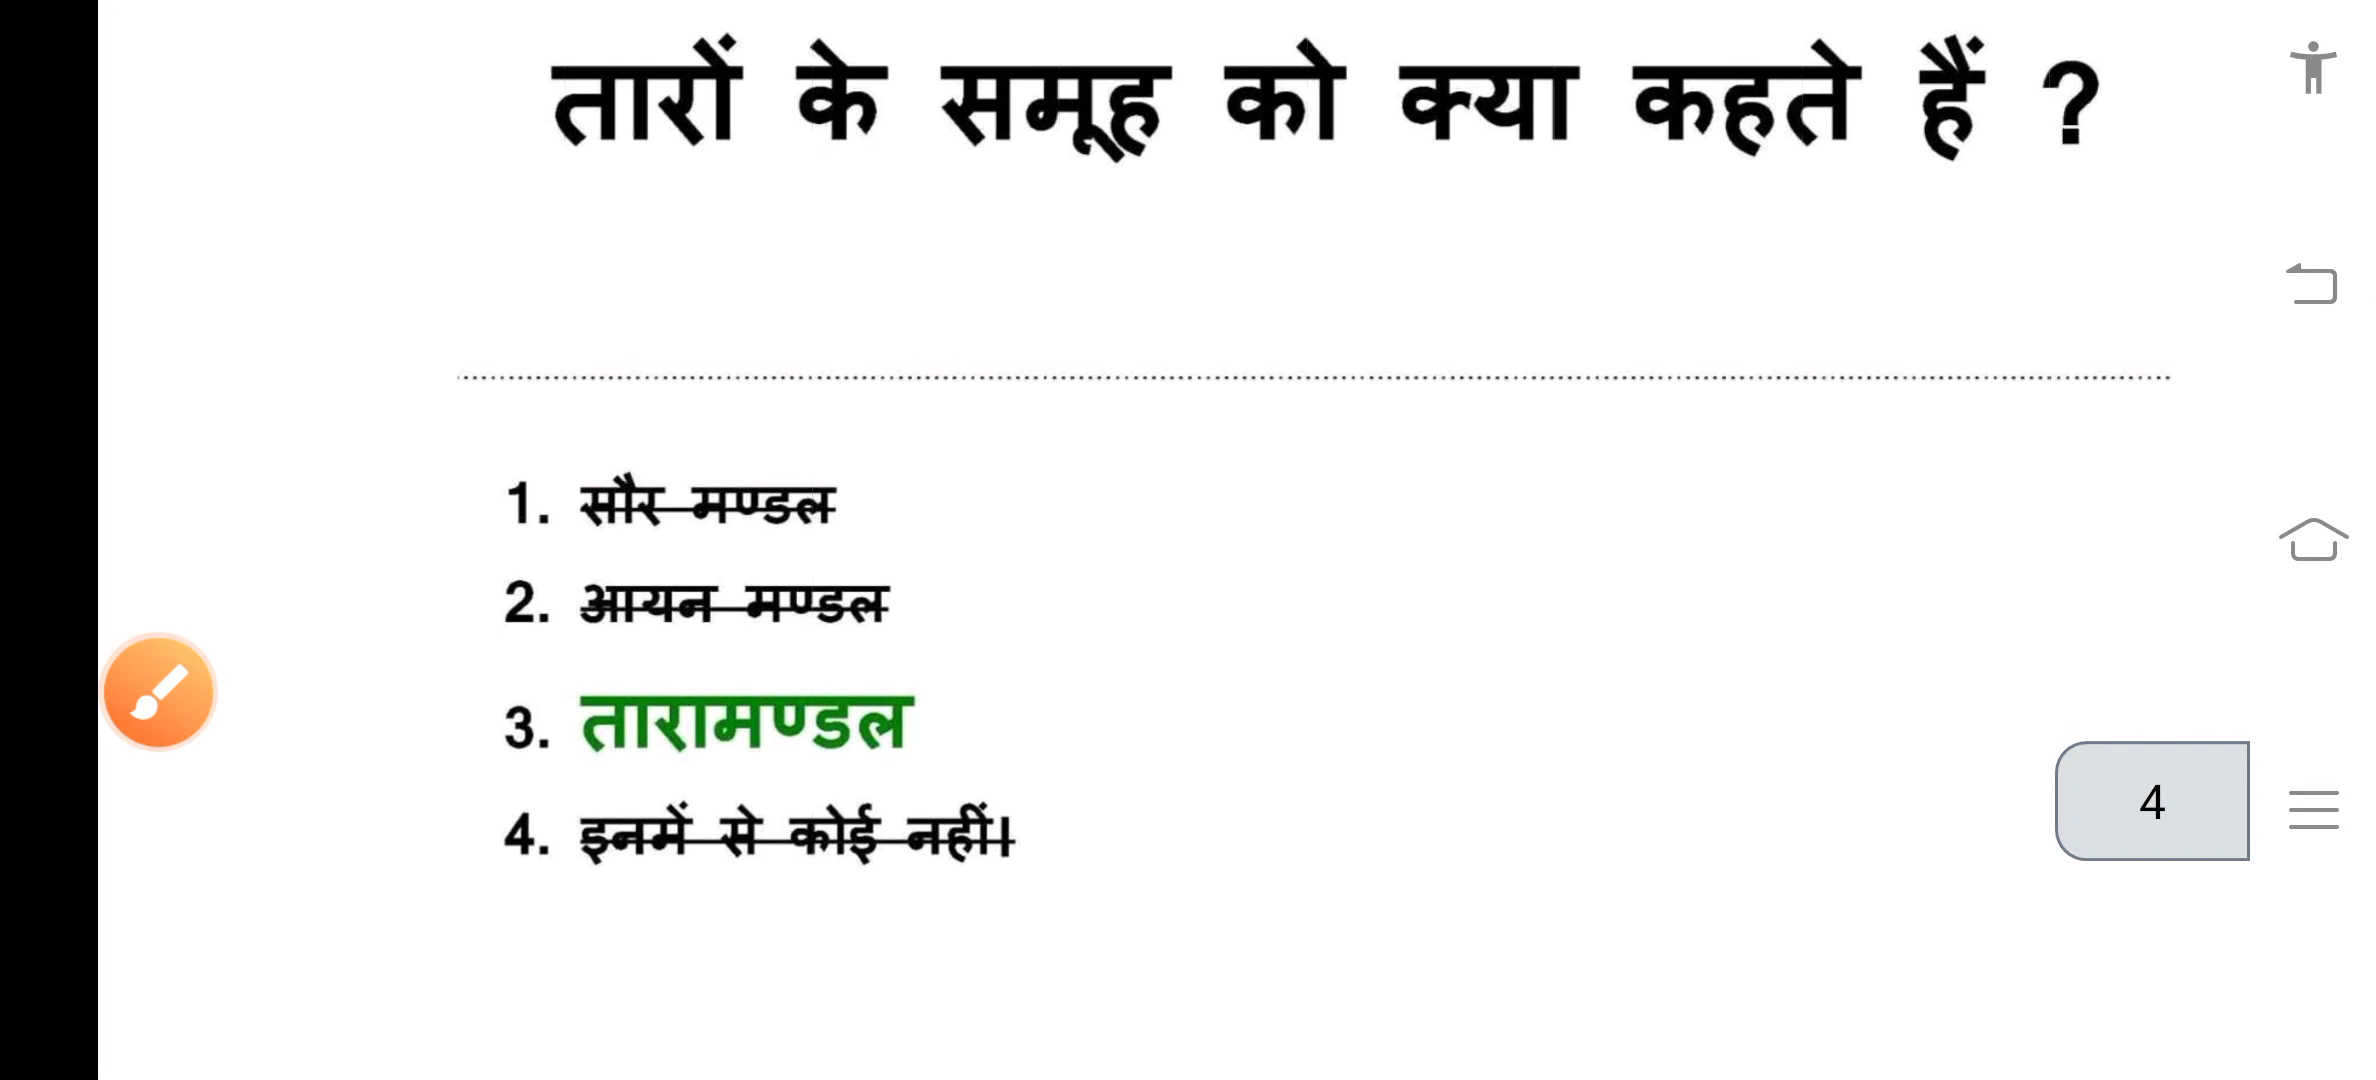 तारों के समूह को क्या कहते हैं ?
1. सौर मण्डल
2. आयन मण्डल
3. तारामण्डल
4. इनमें से कोई नहीं।
4